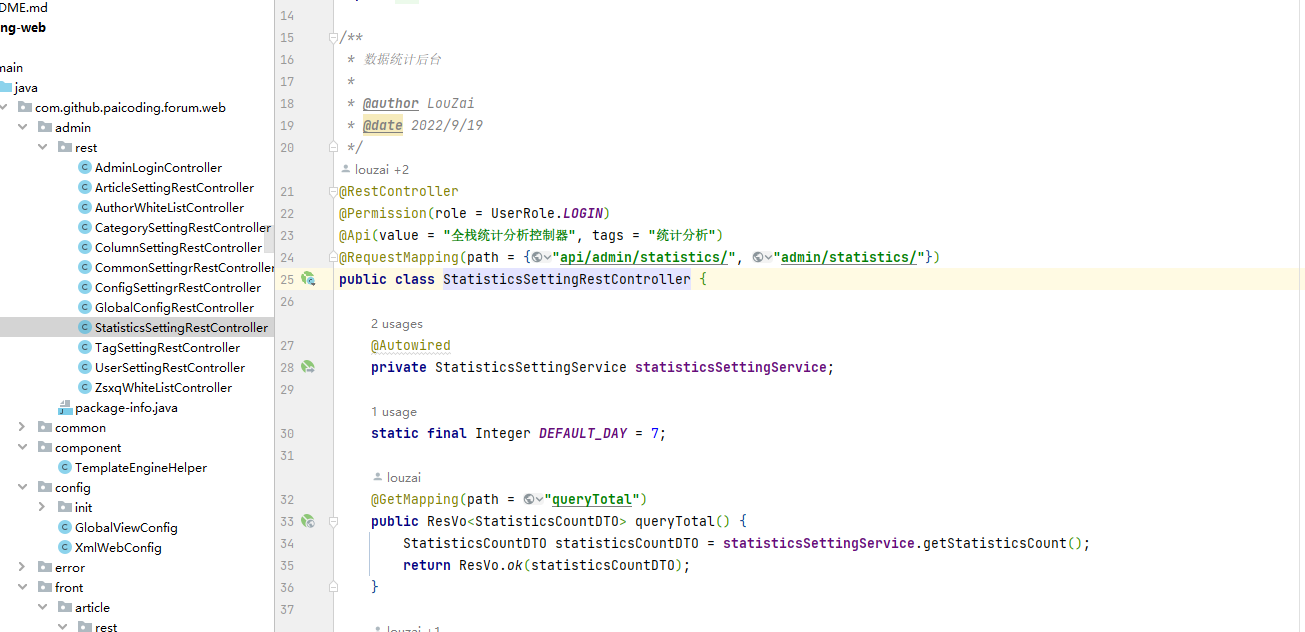 DME.md
ng-web
main
java
com.github.paicoding.forum.web
admin
rest
AdminLoginController
ArticleSettingRestController
AuthorWhiteListController
CategorySettingRestController
ColumnSettingRestController
CommonSettingrRestController
ConfigSettingrRestController
GlobalConfigRestController
StatisticsSettingRestController
TagSettingRestController
UserSettingRestController
ZsxqWhiteListController
package-info.java
common
component
TemplateEngineHelper
config
init
GlobalViewConfig
XmlWebConfig
error
front
article
rest
14
15 /**
16 * 数据统计后台
17 *
18 * @author LouZai
19 * @date 2022/9/19
20 */
louzai +2
21 @RestController
22 @Permission(role = UserRole.LOGIN)
23 @Api(value = "全栈统计分析控制器", tags = "统计分析")
24 @RequestMapping(path = {"api/admin/statistics/", "admin/statistics/"})
25 public class StatisticsSettingRestController {
26
2 usages
27 @Autowired
28 private StatisticsSettingService statisticsSettingService;
29
1 usage
30 static final Integer DEFAULT_DAY = 7;
31
louzai
32 @GetMapping(path = "queryTotal")
33 public ResVo<StatisticsCountDTO> queryTotal() {
34 StatisticsCountDTO statisticsCountDTO = statisticsSettingService.getStatisticsCount();
35 return ResVo.ok(statisticsCountDTO);
36 }
37
louzai +1